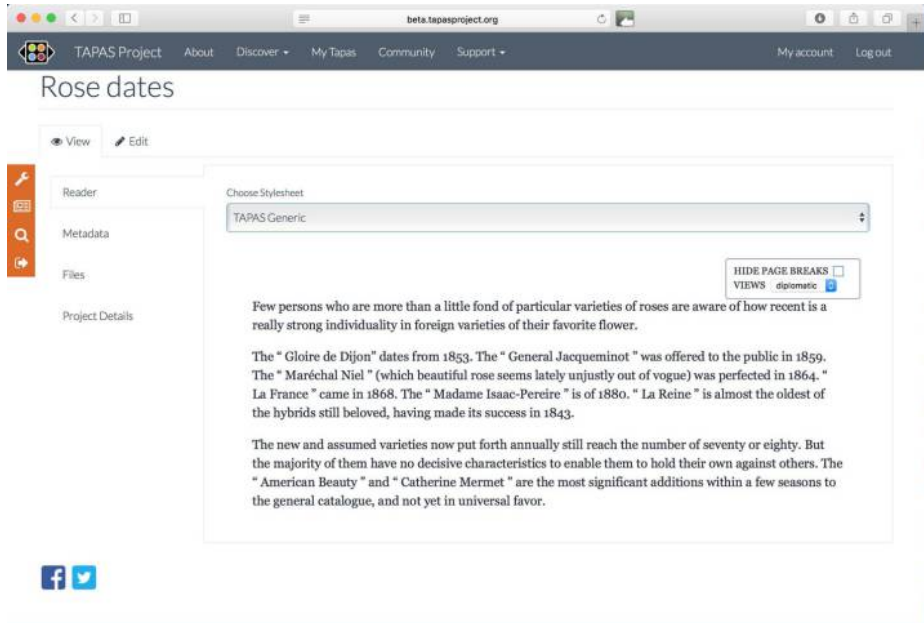 beta.tapasproject.org
TAPAS Project About Discover My Tapas Community Support My account Log out
Rose dates
View Edit
Reader
Metadata
Files
Project Details
Choose Stylesheet
TAPAS Generic
HIDE PAGE BREAKS
VIEWS diplomatic
Few persons who are more than a little fond of particular varieties of roses are aware of how recent is a
really strong individuality in foreign varieties of their favorite flower.
The “ Gloire de Dijon” dates from 1853. The “ General Jacqueminot ” was offered to the public in 1859.
The “ Maréchal Niel ” (which beautiful rose seems lately unjustly out of vogue) was perfected in 1864. “
La France ” came in 1868. The “ Madame Isaac-Pereire ” is of 1880. “ La Reine ” is almost the oldest of
the hybrids still beloved, having made its success in 1843.
The new and assumed varieties now put forth annually still reach the number of seventy or eighty. But
the majority of them have no decisive characteristics to enable them to hold their own against others. The
“ American Beauty ” and “ Catherine Mermet ” are the most significant additions within a few seasons to
the general catalogue, and not yet in universal favor.